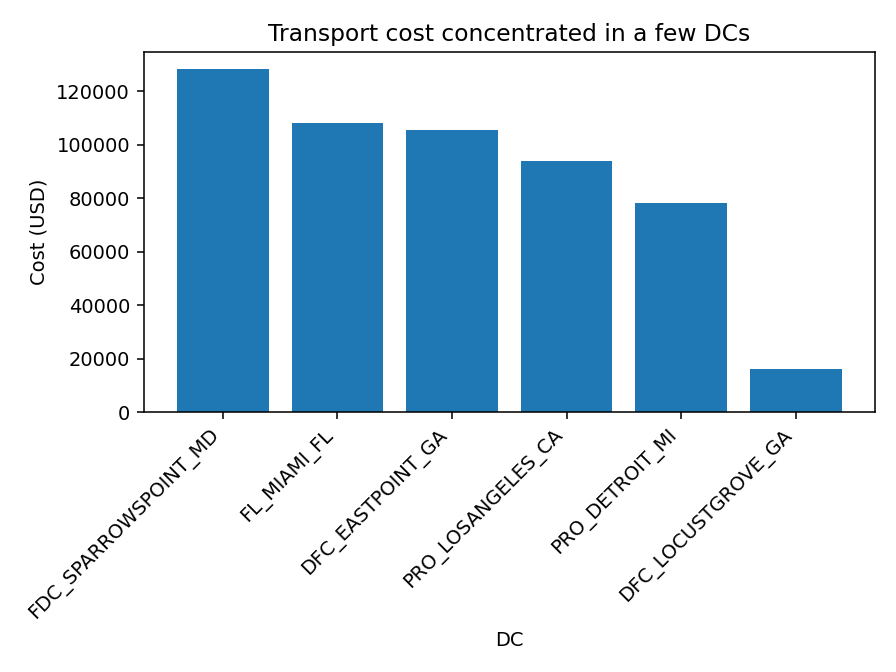 Transport cost concentrated in a few DCs
Cost (USD)
120000
100000
80000
60000
40000
20000
0
FDC_SPARROWSPOINT_MD
FL_MIAMI_FL
DFC_EASTPOINT_GA
PRO_LOSANGELES_CA
PRO_DETROIT_MI
DFC_LOCUSTGROVE_GA
DC